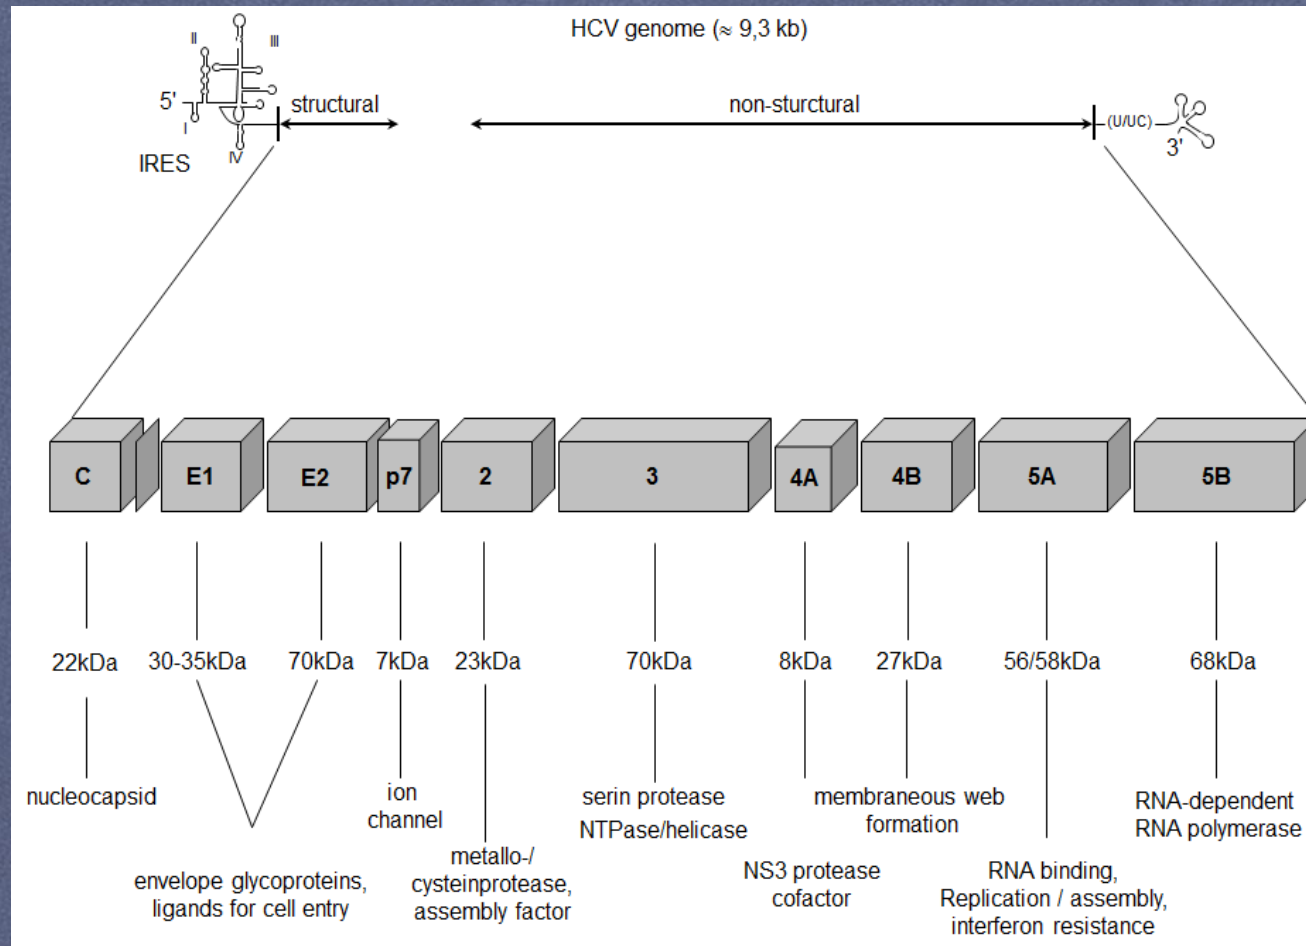 HCV genome (≈ 9,3 kb)
II
III
5'
structural
non-sturctural
(U/UC)
I
IV
3'
IRES
C
E1
E2
p7
2
3
4A
4B
5A
5B
22kDa
30-35kDa
70kDa
7kDa
23kDa
70kDa
8kDa
27kDa
56/58kDa
68kDa
nucleocapsid
envelope glycoproteins,
ligands for cell entry
ion
channel
metallo-/
cysteinprotease,
assembly factor
serin protease
NTPase/helicase
NS3 protease
cofactor
membraneous web
formation
RNA binding,
Replication / assembly,
interferon resistance
RNA-dependent
RNA polymerase